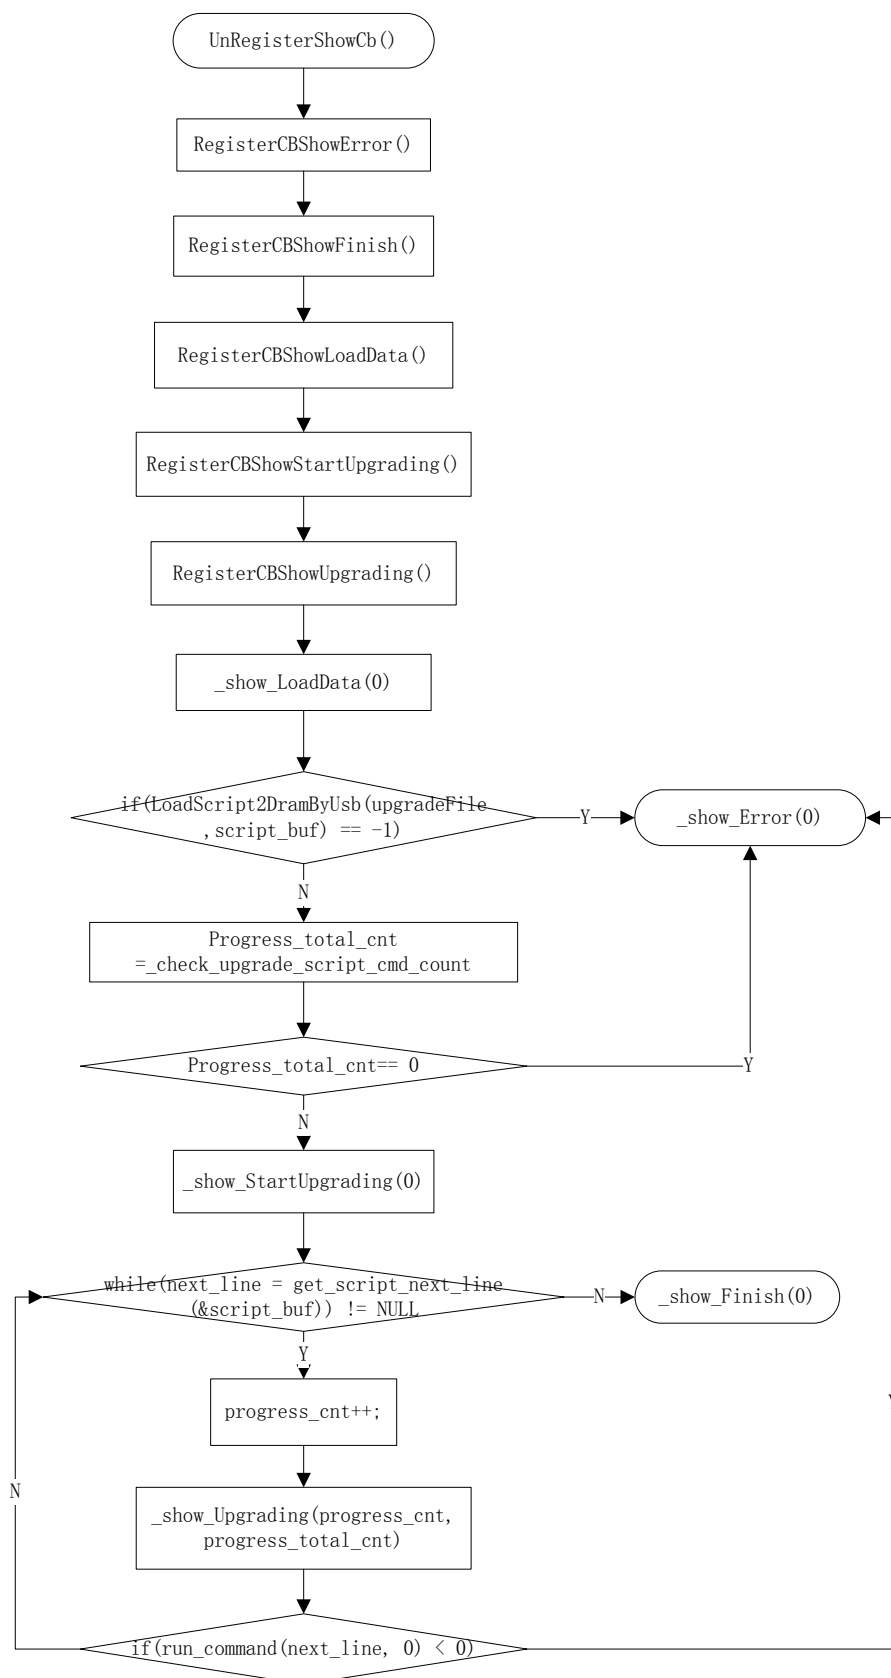 UnRegisterShowCb()
RegisterCBShowError()
RegisterCBShowFinish()
RegisterCBShowLoadData()
RegisterCBShowStartUpgrading()
RegisterCBShowUpgrading()
_show_LoadData(0)
if(LoadScript2DramByUsb(upgradeFile
,script_buf) == -1)
Y
_show_Error(0)
N
Progress_total_cnt
=_check_upgrade_script_cmd_count
Progress_total_cnt== 0
Y
N
_show_StartUpgrading(0)
while(next_line = get_script_next_line
(&script_buf)) != NULL
N
_show_Finish(0)
Y
progress_cnt++;
Y
N
_show_Upgrading(progress_cnt,
progress_total_cnt)
if(run_command(next_line, 0) < 0)